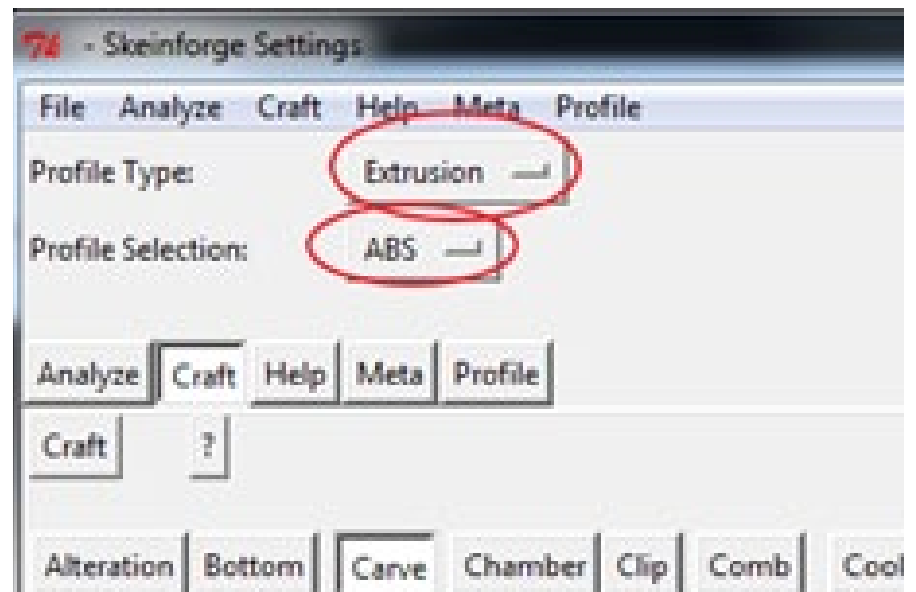 - Skeinforge Settings
File Analyze Craft Help Meta Profile
Profile Type: Extrusion
Profile Selection: ABS
Analyze Craft Help Meta Profile
Craft ?
Alteration Bottom Carve Chamber Clip Comb Cool